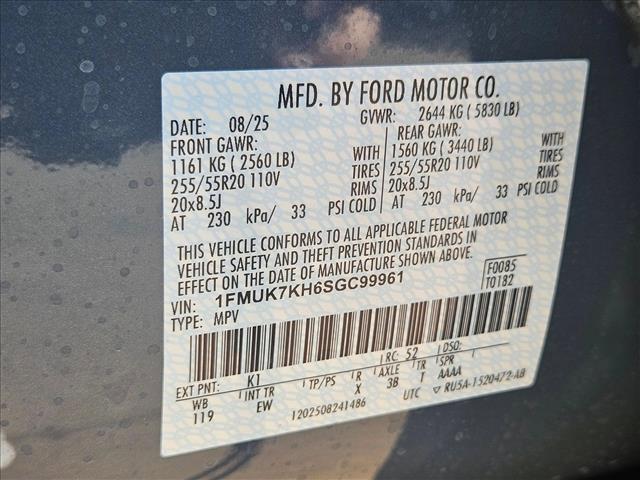 MFD. BY FORD MOTOR CO.
DATE: 08/25 GVWR: 2644 KG ( 5830 LB)
FRONT GAWR: REAR GAWR:
1161 KG ( 2560 LB) WITH 1560 KG ( 3440 LB) WITH
255/55R20 110V TIRES 255/55R20 110V TIRES
20x8.5J RIMS 20x8.5J RIMS
AT 230 kPa/ 33 PSI COLD AT 230 kPa/ 33 PSI COLD
THIS VEHICLE CONFORMS TO ALL APPLICABLE FEDERAL MOTOR
VEHICLE SAFETY AND THEFT PREVENTION STANDARDS IN
EFFECT ON THE DATE OF MANUFACTURE SHOWN ABOVE.
VIN: 1FMUK7KH6SGC99961 F0085
TYPE: MPV T0182
EXT PNT: K1 RC: 52 DSO:
WB INT TR TP/PS R AXLE TR SPR
119 EW X 3B T AAAA
1202508241486 UTC ▽ RU5A-1520472-AB